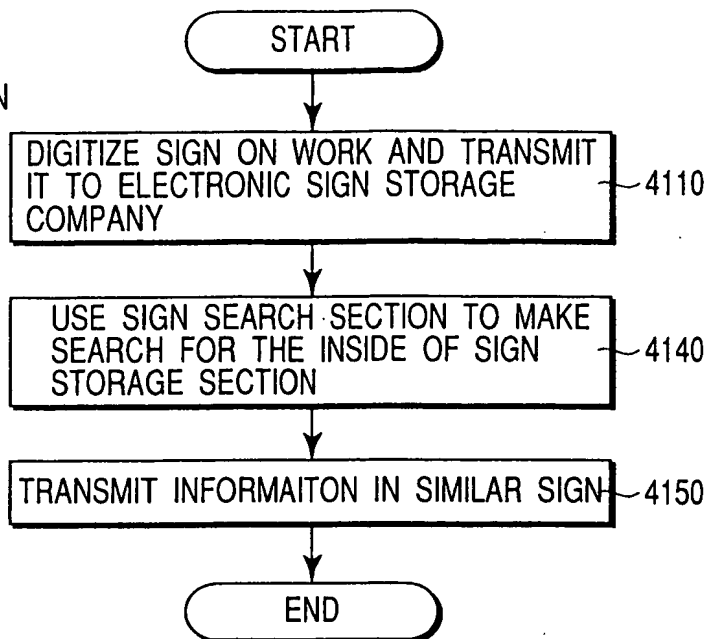 START
N
DIGITIZE SIGN ON WORK AND TRANSMIT
IT TO ELECTRONIC SIGN STORAGE
COMPANY
4110
USE SIGN SEARCH SECTION TO MAKE
SEARCH FOR THE INSIDE OF SIGN
STORAGE SECTION
4140
TRANSMIT INFORMAITON IN SIMILAR SIGN
4150
END